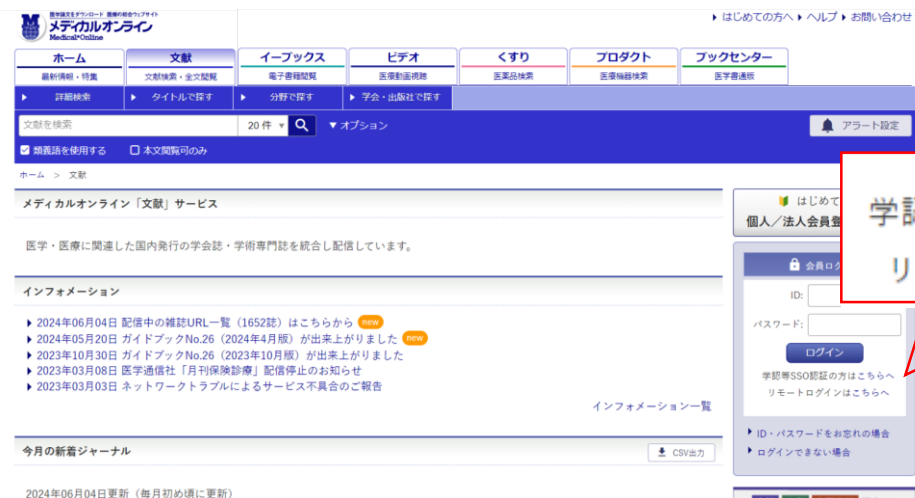 医学論文をダウンロード 医療の総合ウェブサイト
メディカルオンライン
Medical*Online
はじめての方へ ヘルプ お問い合わせ
ホーム 文献 イーブックス ビデオ くすり プロダクト ブックセンター
最新情報・特集 文献検索・全文閲覧 電子書籍閲覧 医療動画視聴 医薬品検索 医療機器検索 医学書通販
詳細検索 タイトルで探す 分野で探す 学会・出版社で探す
文献を検索 20件 オプション アラート設定
類義語を使用する 本文閲覧可のみ
ホーム > 文献
メディカルオンライン「文献」サービス
医学・医療に関連した国内発行の学会誌・学術専門誌を統合し配信しています。
インフォメーション
2024年06月04日 配信中の雑誌URL一覧（1652誌）はこちらから new
2024年05月20日 ガイドブックNo.26（2024年4月版）が出来上がりました new
2023年10月30日 ガイドブックNo.26（2023年10月版）が出来上がりました
2023年03月08日 医学通信社「月刊保険診療」配信停止のお知らせ
2023年03月03日 ネットワークトラブルによるサービス不具合のご報告
インフォメーション一覧
今月の新着ジャーナル
CSV出力
2024年06月04日更新（毎月初め頃に更新）
はじめて
個人／法人会員登
学認
リ
会員ログ
ID:
パスワード:
ログイン
学認等SSO認証の方はこちらへ
リモートログインはこちらへ
ID・パスワードをお忘れの場合
ログインできない場合